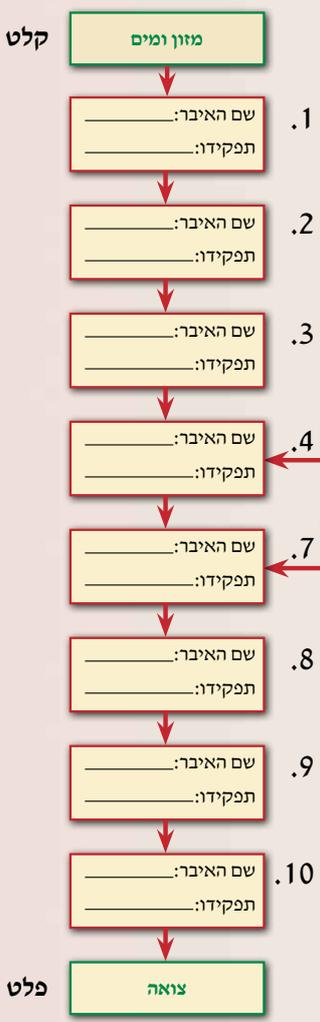 קלט
מזון ומים
1.
שם האיבר:
תפקידו:
2.
שם האיבר:
תפקידו:
3.
שם האיבר:
תפקידו:
4.
שם האיבר:
תפקידו:
7.
שם האיבר:
תפקידו:
8.
שם האיבר:
תפקידו:
9.
שם האיבר:
תפקידו:
10.
שם האיבר:
תפקידו:
פלט
צואה